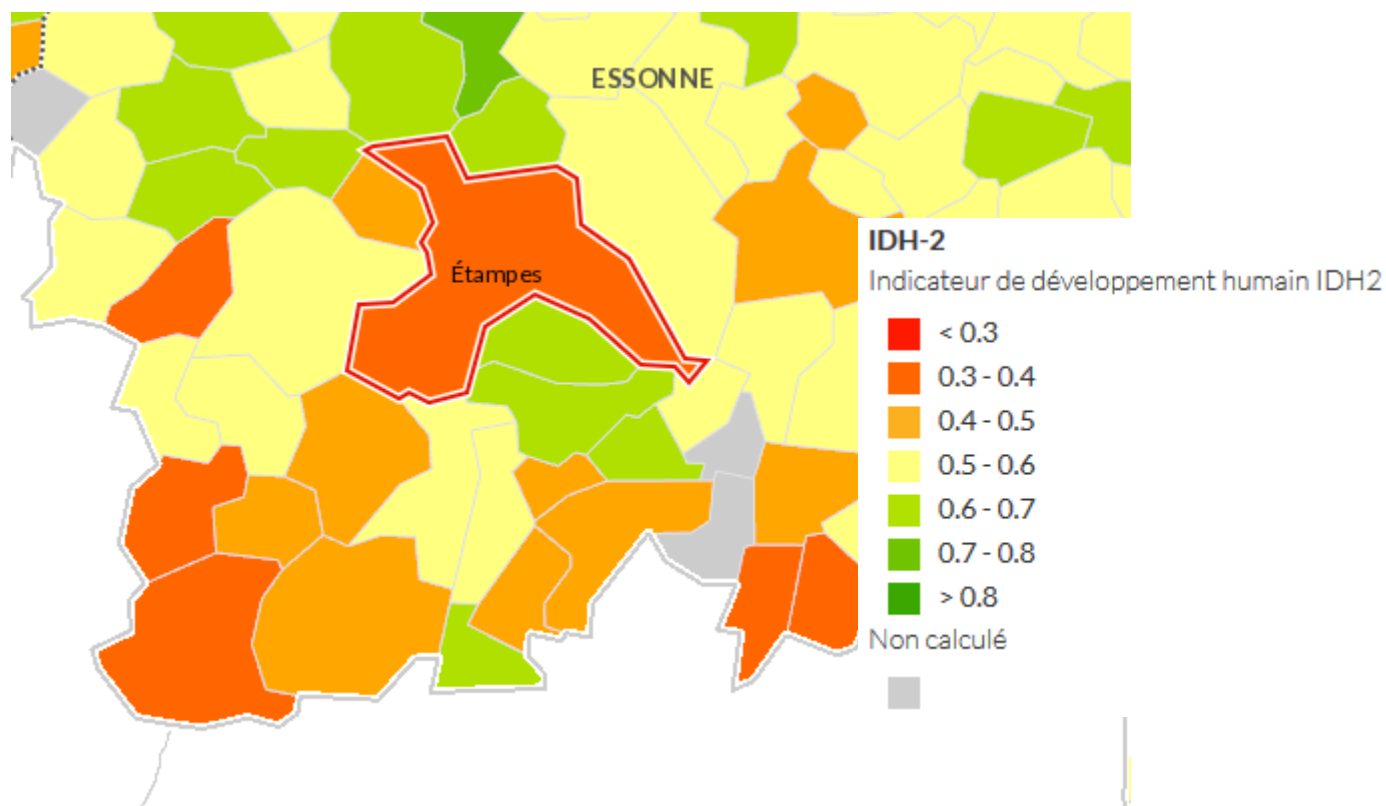 ESSONNE
Étampes
IDH-2
Indicateur de développement humain IDH2
< 0.3
0.3 - 0.4
0.4 - 0.5
0.5 - 0.6
0.6 - 0.7
0.7 - 0.8
> 0.8
Non calculé